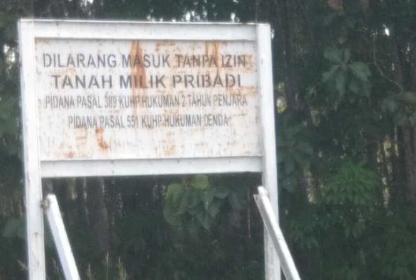 DILARANG MASUK TANPA IZIN
TANAH MILIK PRIBADI
PIDANA PASAL 389 KUHP HUKUMAN 2 TAHUN PENJARA
PIDANA PASAL 551 KUHP HUKUMAN DENDA